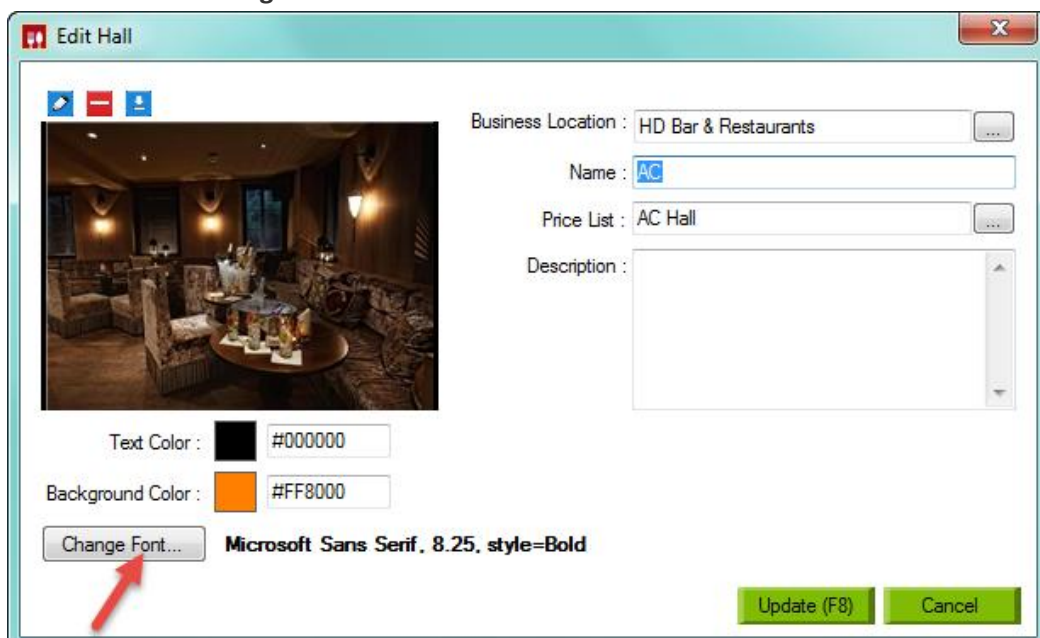 Edit Hall
Business Location : HD Bar & Restaurants ...
Name : AC
Price List : AC Hall ...
Description :
Text Color : #000000
Background Color : #FF8000
Change Font... Microsoft Sans Serif, 8.25, style=Bold
Update (F8) Cancel